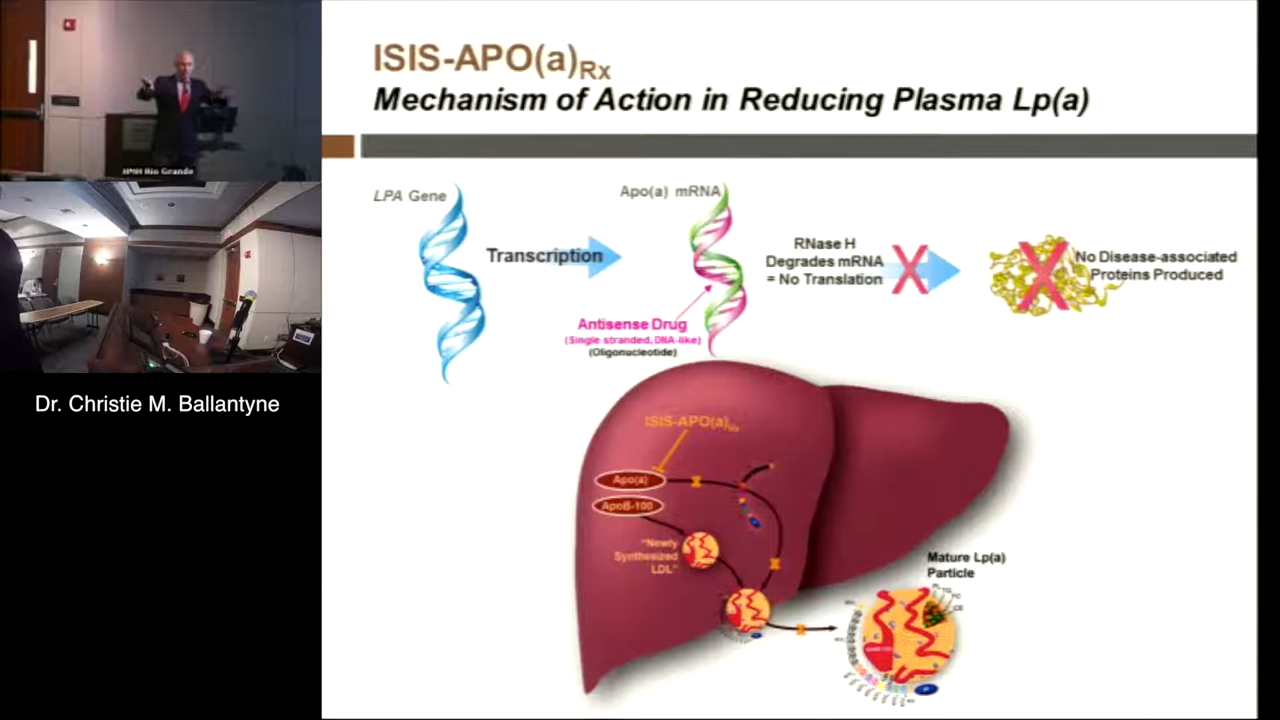 ISIS-APO(a)Rx
Mechanism of Action in Reducing Plasma Lp(a)
JPMH Rio Grande
Dr. Christie M. Ballantyne
LPA Gene
Transcription
Apo(a) mRNA
Antisense Drug
(Single stranded, DNA-like)
(Oligonucleotide)
RNase H
Degrades mRNA
= No Translation
No Disease-associated
Proteins Produced
ISIS-APO(a)Rx
Apo(a)
ApoB-100
"Newly
Synthesized
LDL"
Mature Lp(a)
Particle